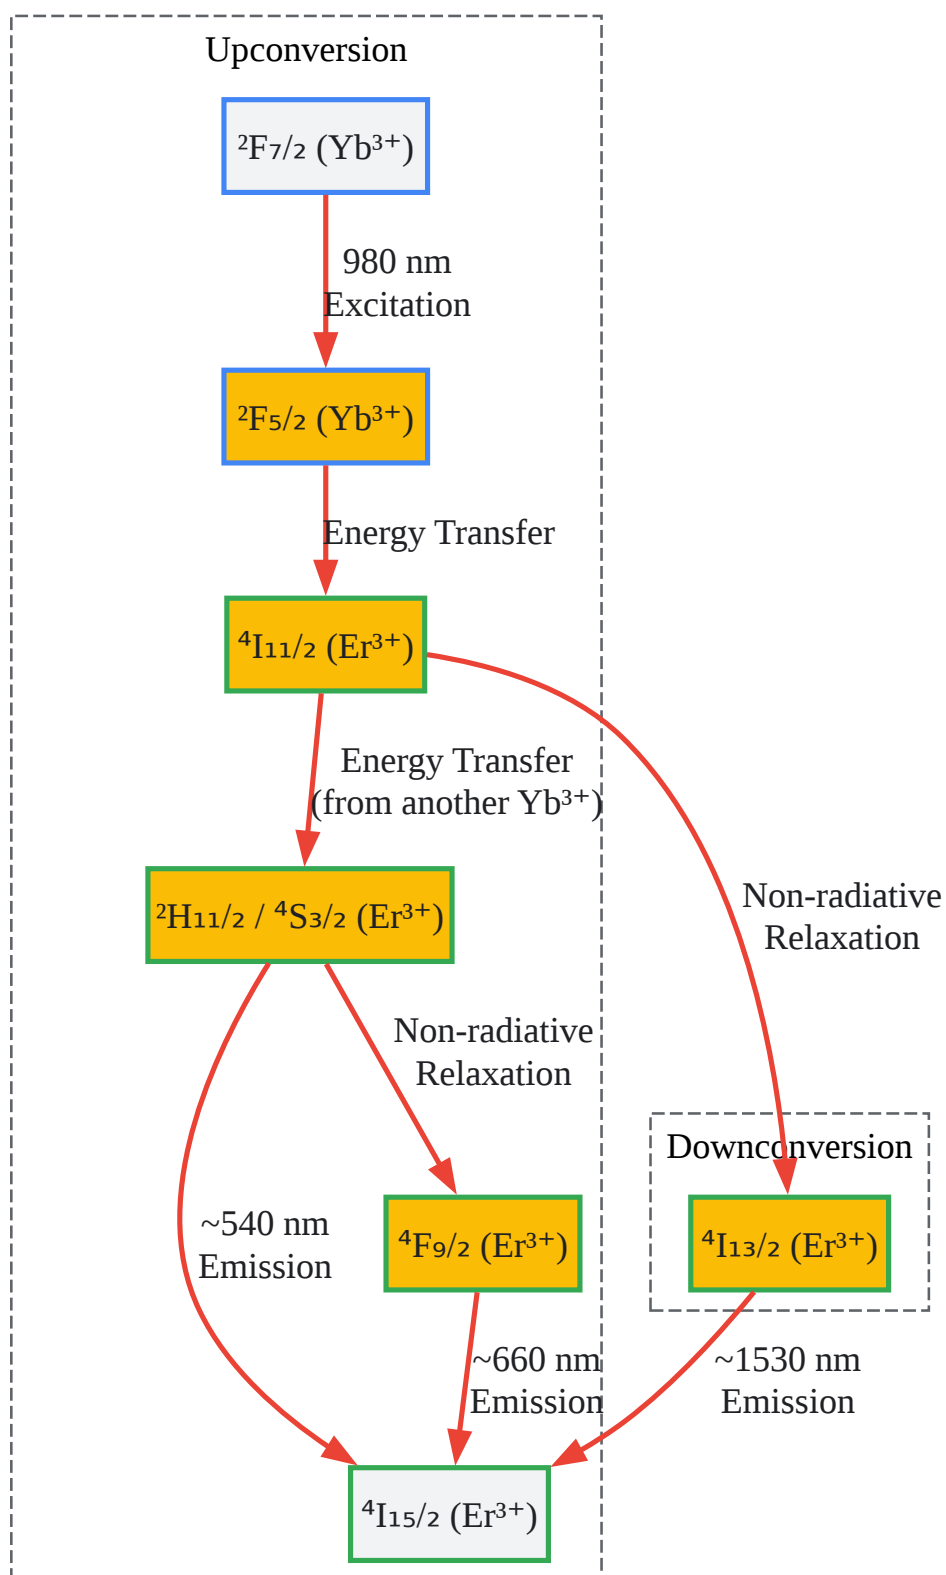 Upconversion
²F₇/₂ (Yb³⁺)
980 nm
Excitation
²F₅/₂ (Yb³⁺)
Energy Transfer
⁴I₁₁/₂ (Er³⁺)
Energy Transfer
(from another Yb³⁺)
Non-radiative
Relaxation
²H₁₁/₂ / ⁴S₃/₂ (Er³⁺)
Non-radiative
Relaxation
Downconversion
~540 nm
Emission
⁴F₉/₂ (Er³⁺)
⁴I₁₃/₂ (Er³⁺)
~660 nm
Emission
~1530 nm
Emission
⁴I₁₅/₂ (Er³⁺)